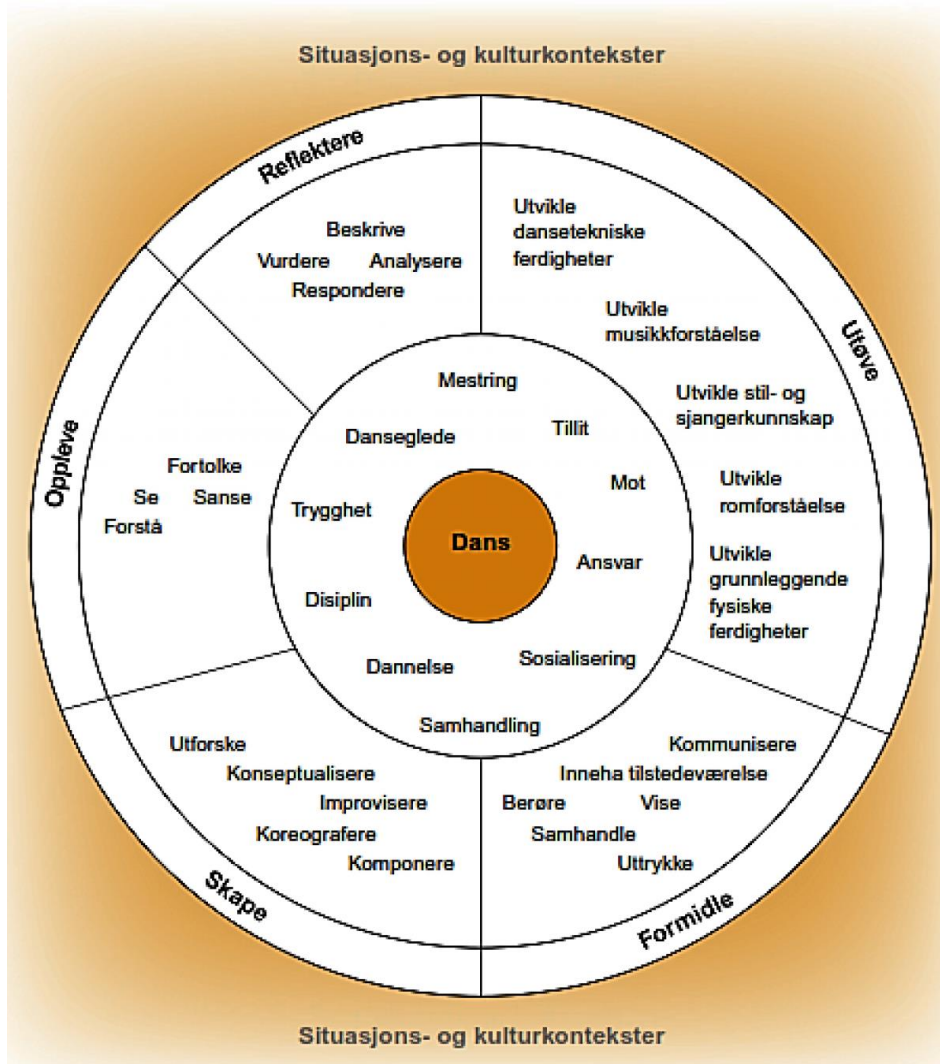 Situasjons- og kulturkontekster
Reflektere
Beskrive
Vurdere Analysere
Respondere
Utøve
Utvikle
dansetekniske
ferdigheter
Utvikle
musikkforståelse
Utvikle stil- og
sjangerkunnskap
Utvikle
romforståelse
Utvikle
grunnleggende
fysiske
ferdigheter
Oppleve
Fortolke
Se Sanse
Forstå
Mestring
Danseglede
Tillit
Trygghet
Mot
Dans
Ansvar
Disiplin
Dannelse
Sosialisering
Samhandling
Skape
Utforske
Konseptualisere
Improvisere
Koreografere
Komponere
Formidle
Kommunisere
Inneha tilstedeværelse
Berøre Vise
Samhandle
Uttrykke
Situasjons- og kulturkontekster